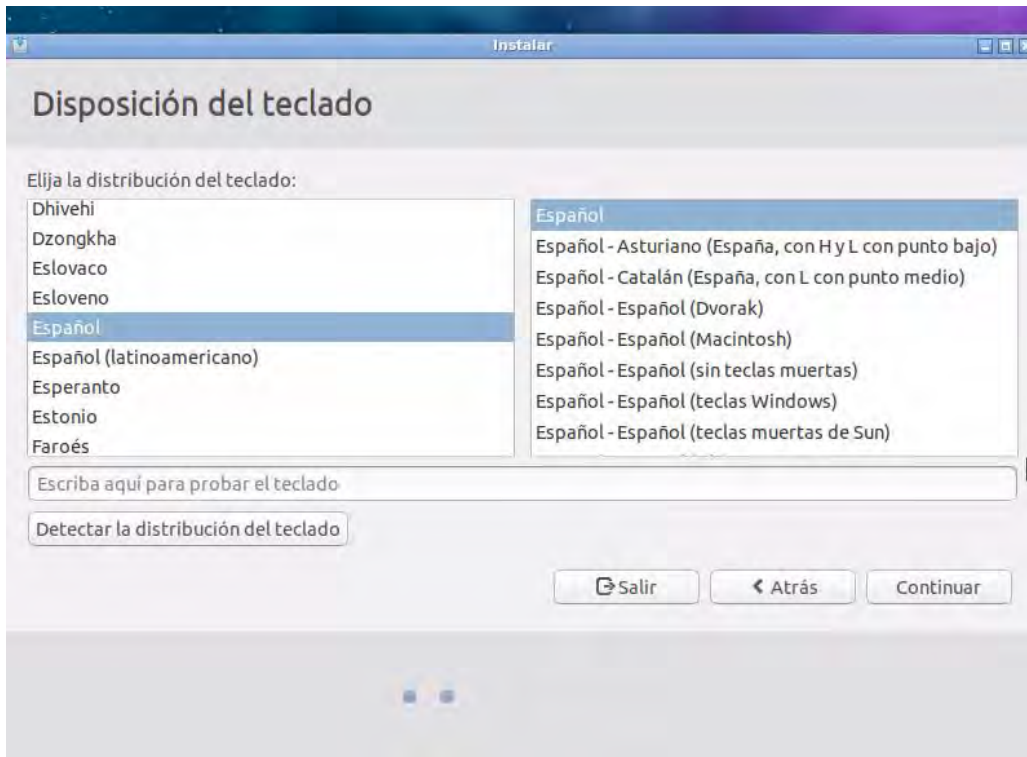 Instalar
Disposición del teclado
Elija la distribución del teclado:
Dhivehi
Dzongkha
Eslovaco
Esloveno
Español
Español (latinoamericano)
Esperanto
Estonio
Faroés
Español
Español - Asturiano (España, con H y L con punto bajo)
Español - Catalán (España, con L con punto medio)
Español - Español (Dvorak)
Español - Español (Macintosh)
Español - Español (sin teclas muertas)
Español - Español (teclas Windows)
Español - Español (teclas muertas de Sun)
Escriba aquí para probar el teclado
Detectar la distribución del teclado
Salir
Atrás
Continuar